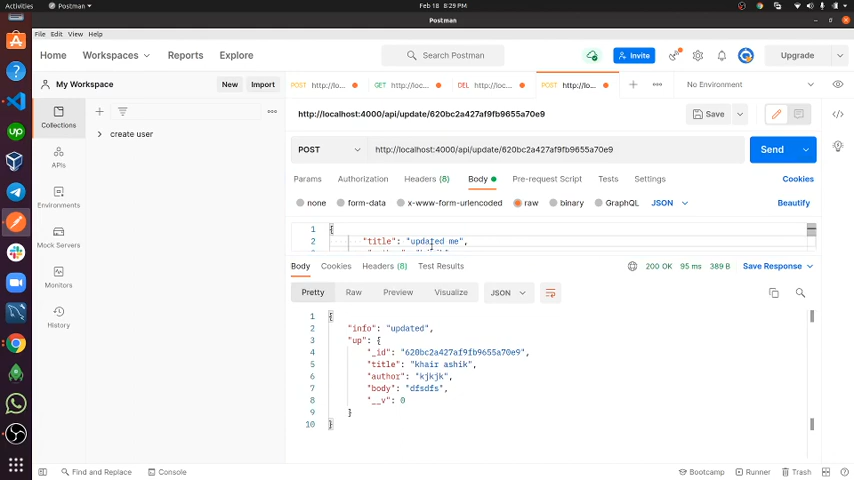 Activities Postman Feb 18 8:29 PM
Postman
File Edit View Help
Home Workspaces Reports Explore Search Postman Invite Upgrade
My Workspace New Import POST http://loc... GET http://loc... DEL http://loc... POST http://loc... No Environment
Collections
APIs
Environments
Mock Servers
Monitors
History
create user
http://localhost:4000/api/update/620bc2a427af9fb9655a70e9 Save
POST http://localhost:4000/api/update/620bc2a427af9fb9655a70e9 Send
Params Authorization Headers (8) Body Pre-request Script Tests Settings Cookies
none form-data x-www-form-urlencoded raw binary GraphQL JSON Beautify
1 {
2 "title": "updated me",
Body Cookies Headers (8) Test Results 200 OK 95 ms 389 B Save Response
Pretty Raw Preview Visualize JSON
1 {
2 "info": "updated",
3 "up": {
4 "_id": "620bc2a427af9fb9655a70e9",
5 "title": "khair ashik",
6 "author": "kjkjk",
7 "body": "dfsdfs",
8 "__v": 0
9 }
10 }
Find and Replace Console Bootcamp Runner Trash